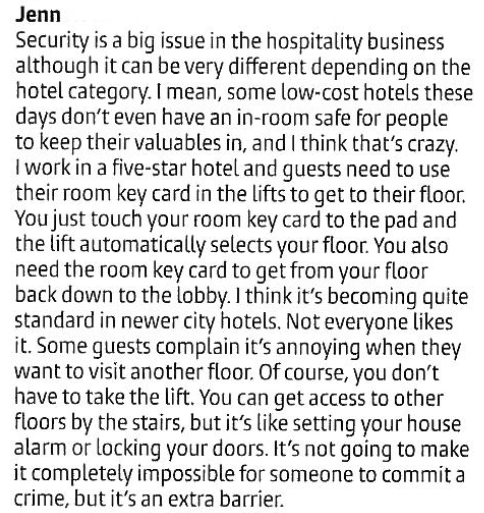 Jenn
Security is a big issue in the hospitality business
although it can be very different depending on the
hotel category. I mean, some low-cost hotels these
days don't even have an in-room safe for people
to keep their valuables in, and I think that's crazy.
I work in a five-star hotel and guests need to use
their room key card in the lifts to get to their floor.
You just touch your room key card to the pad and
the lift automatically selects your floor. You also
need the room key card to get from your floor
back down to the lobby. I think it's becoming quite
standard in newer city hotels. Not everyone likes
it. Some guests complain it's annoying when they
want to visit another floor. Of course, you don't
have to take the lift. You can get access to other
floors by the stairs, but it's like setting your house
alarm or locking your doors. It's not going to make
it completely impossible for someone to commit a
crime, but it's an extra barrier.